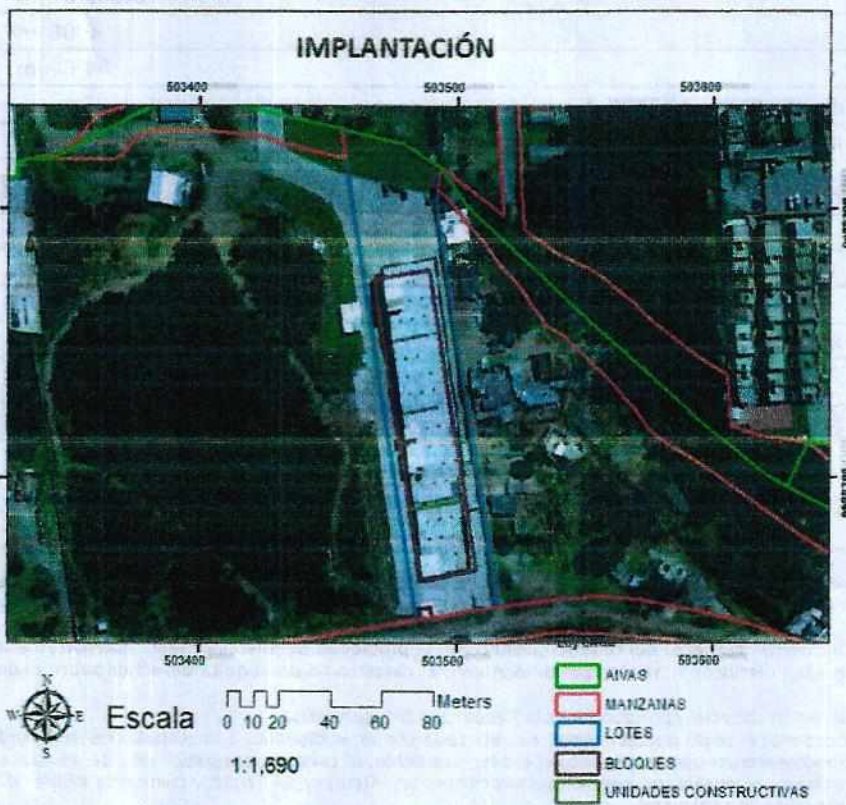 IMPLANTACIÓN
503400 503500 503600
503400 503500 503600
N
W E
S
Escala
Meters
0 10 20 40 60 80
1:1,690
AIVAS
MANZANAS
LOTES
BLOQUES
UNIDADES CONSTRUCTIVAS